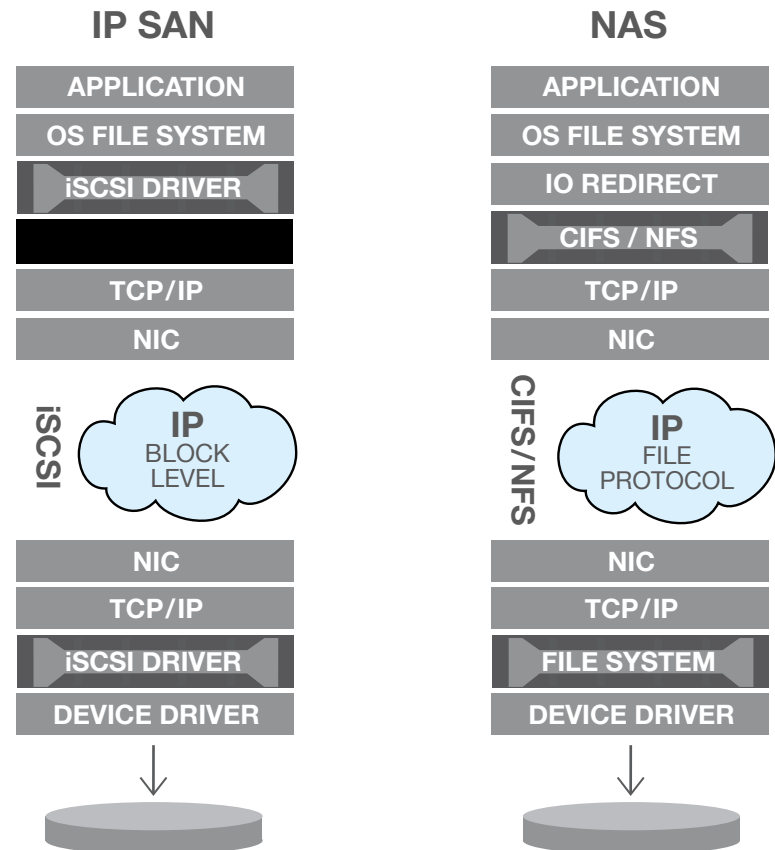 IP SAN
APPLICATION
OS FILE SYSTEM
iSCSI DRIVER
TCP/IP
NIC
iSCSI
IP
BLOCK
LEVEL
NIC
TCP/IP
iSCSI DRIVER
DEVICE DRIVER
NAS
APPLICATION
OS FILE SYSTEM
IO REDIRECT
CIFS / NFS
TCP/IP
NIC
CIFS/NFS
IP
FILE
PROTOCOL
NIC
TCP/IP
FILE SYSTEM
DEVICE DRIVER